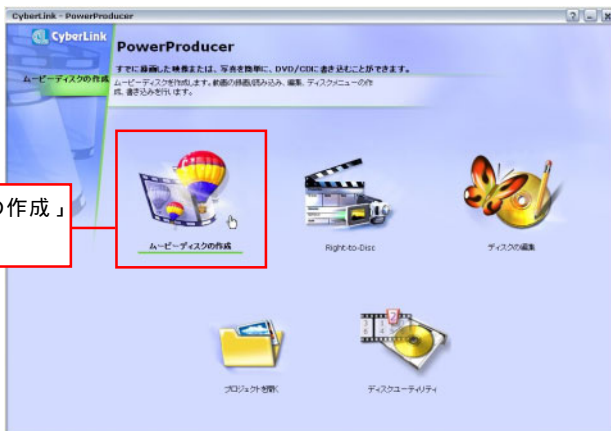 CyberLink - PowerProducer
CyberLink
PowerProducer
すでに録画した映像または、写真を簡単に、DVD/CDに書き込むことができます。
ムービーディスクの作成
ムービーディスクを作成します。動画の録画/読み込み、編集、ディスクメニューの作
成、書き込みを行います。
の作成」
ムービーディスクの作成
Right-to-Disc
ディスクの編集
プロジェクトを開く
ディスクユーティリティ